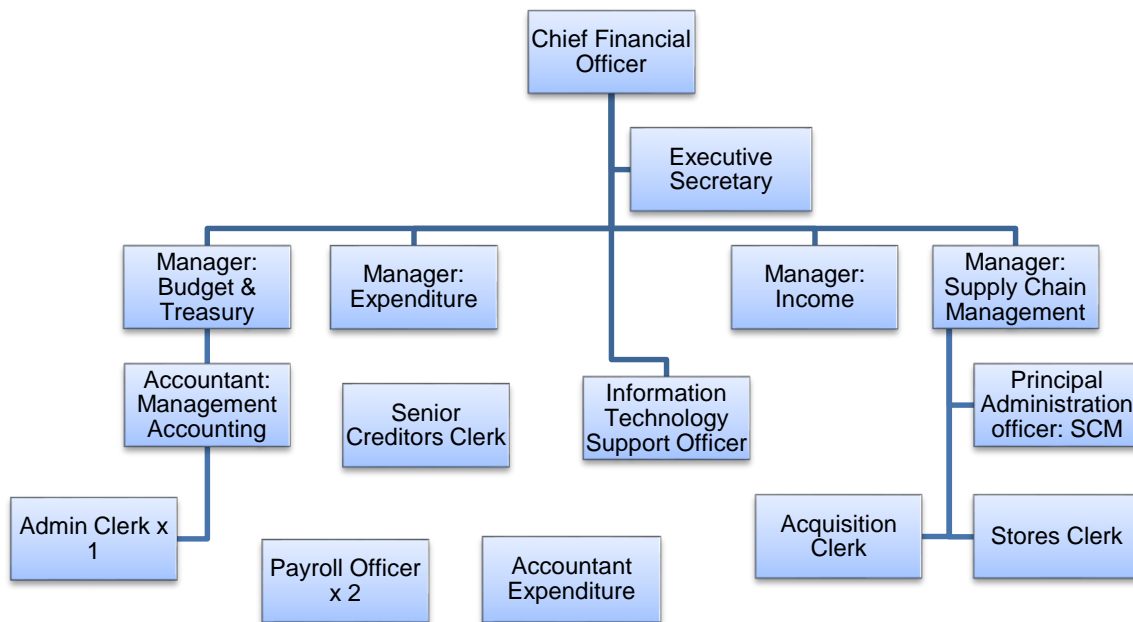 Chief Financial
Officer
Executive
Secretary
Manager:
Budget &
Treasury
Manager:
Expenditure
Manager:
Income
Manager:
Supply Chain
Management
Accountant:
Management
Accounting
Senior
Creditors Clerk
Information
Technology
Support Officer
Principal
Administration
officer: SCM
Admin Clerk x
1
Payroll Officer
x 2
Accountant
Expenditure
Acquisition
Clerk
Stores Clerk